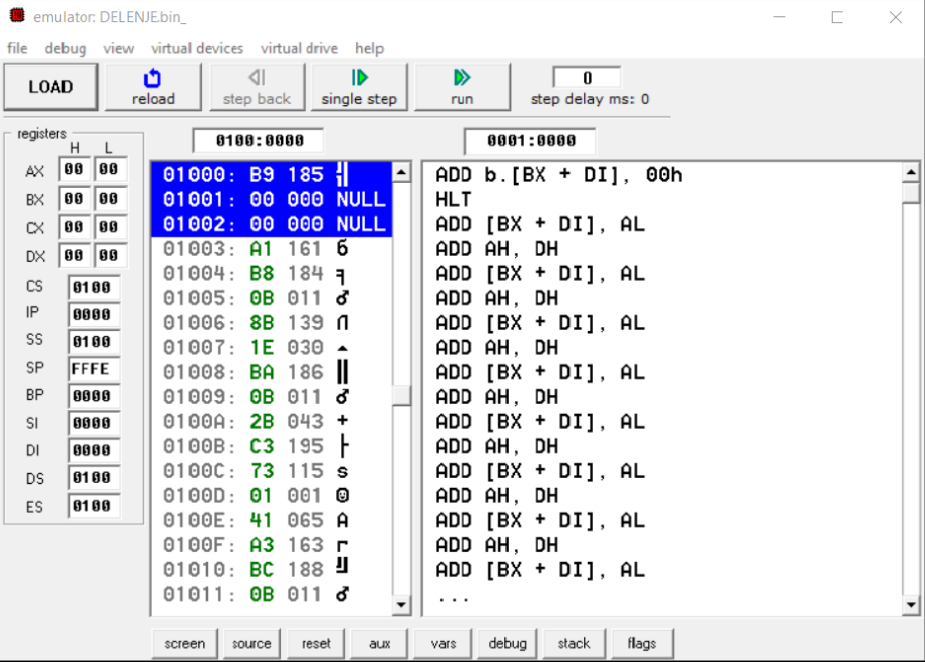 emulator: DELENJE.bin_
file debug view virtual devices virtual drive help
LOAD reload step back single step run 0
step delay ms: 0
registers
H L
AX 00 00
BX 00 00
CX 00 00
DX 00 00
CS 0100
IP 0000
SS 0100
SP FFFE
BP 0000
SI 0000
DI 0000
DS 0100
ES 0100
0100:0000
01000: B9 185 ╣
01001: 00 000 NULL
01002: 00 000 NULL
01003: A1 161 б
01004: B8 184 ╕
01005: 0B 011 ♂
01006: 8B 139 Л
01007: 1E 030 ▲
01008: BA 186 ║
01009: 0B 011 ♂
0100A: 2B 043 +
0100B: C3 195 ├
0100C: 73 115 s
0100D: 01 001 ☺
0100E: 41 065 A
0100F: A3 163 г
01010: BC 188 ╝
01011: 0B 011 ♂
0001:0000
ADD b.[BX + DI], 00h
HLT
ADD [BX + DI], AL
ADD AH, DH
ADD [BX + DI], AL
ADD AH, DH
ADD [BX + DI], AL
ADD AH, DH
ADD [BX + DI], AL
ADD AH, DH
ADD [BX + DI], AL
ADD AH, DH
ADD [BX + DI], AL
ADD AH, DH
ADD [BX + DI], AL
ADD AH, DH
ADD [BX + DI], AL
...
screen source reset aux vars debug stack flags